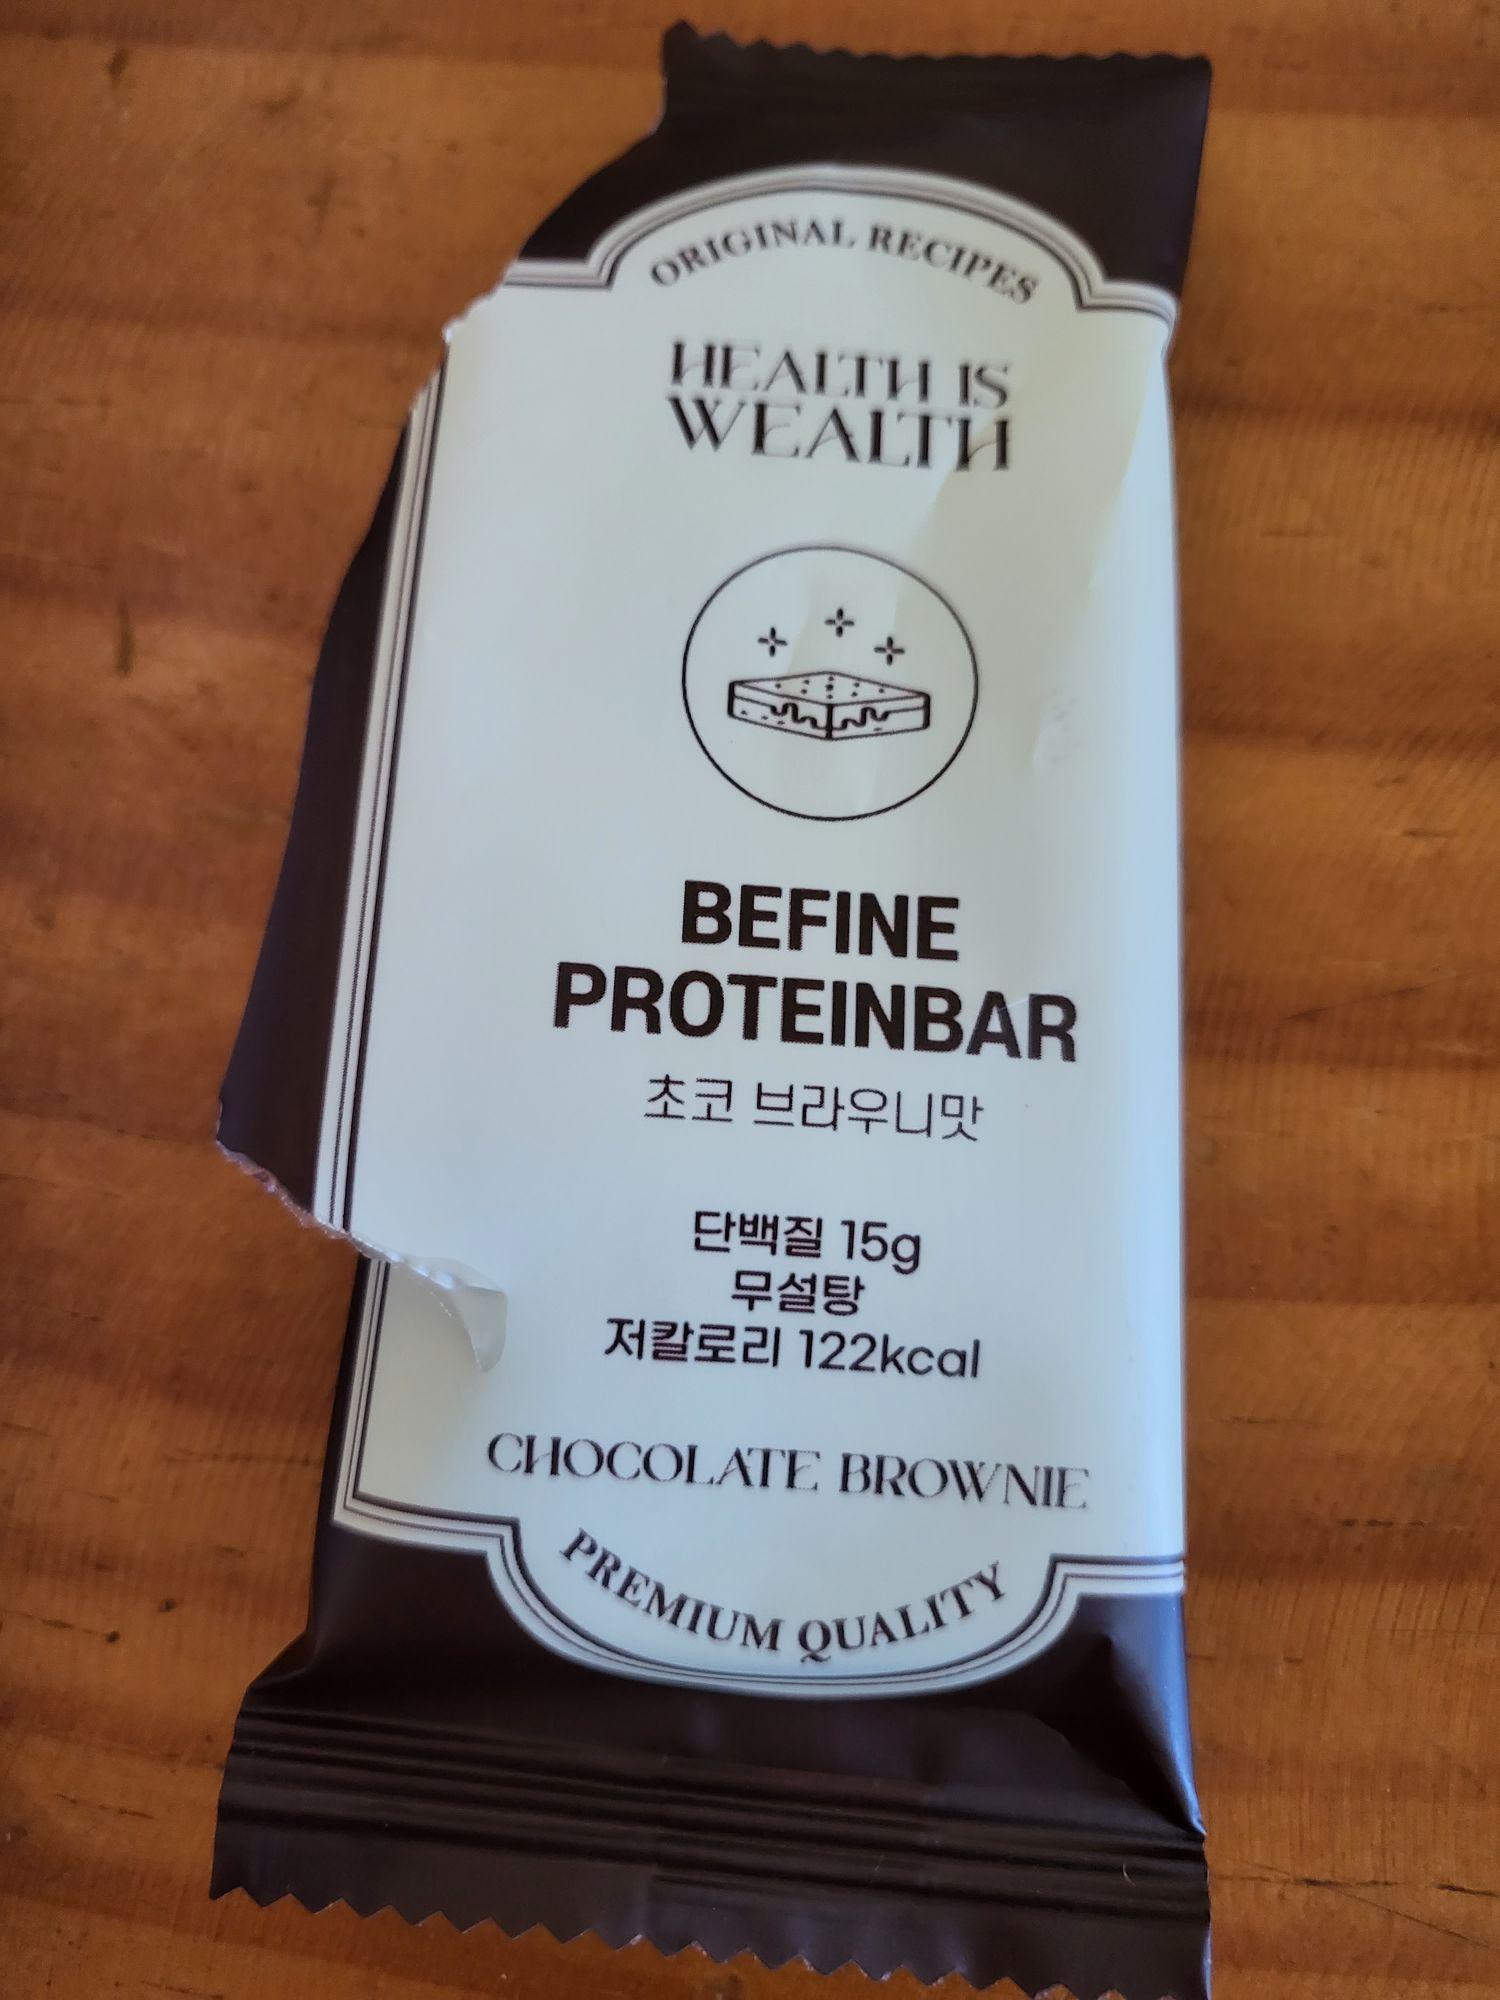 ORIGINAL RECIPES
HEALTH IS
WEALTH
BEFINE
PROTEINBAR
초코 브라우니맛
단백질 15g
무설탕
저칼로리 122kcal
CHOCOLATE BROWNIE
PREMIUM QUALITY